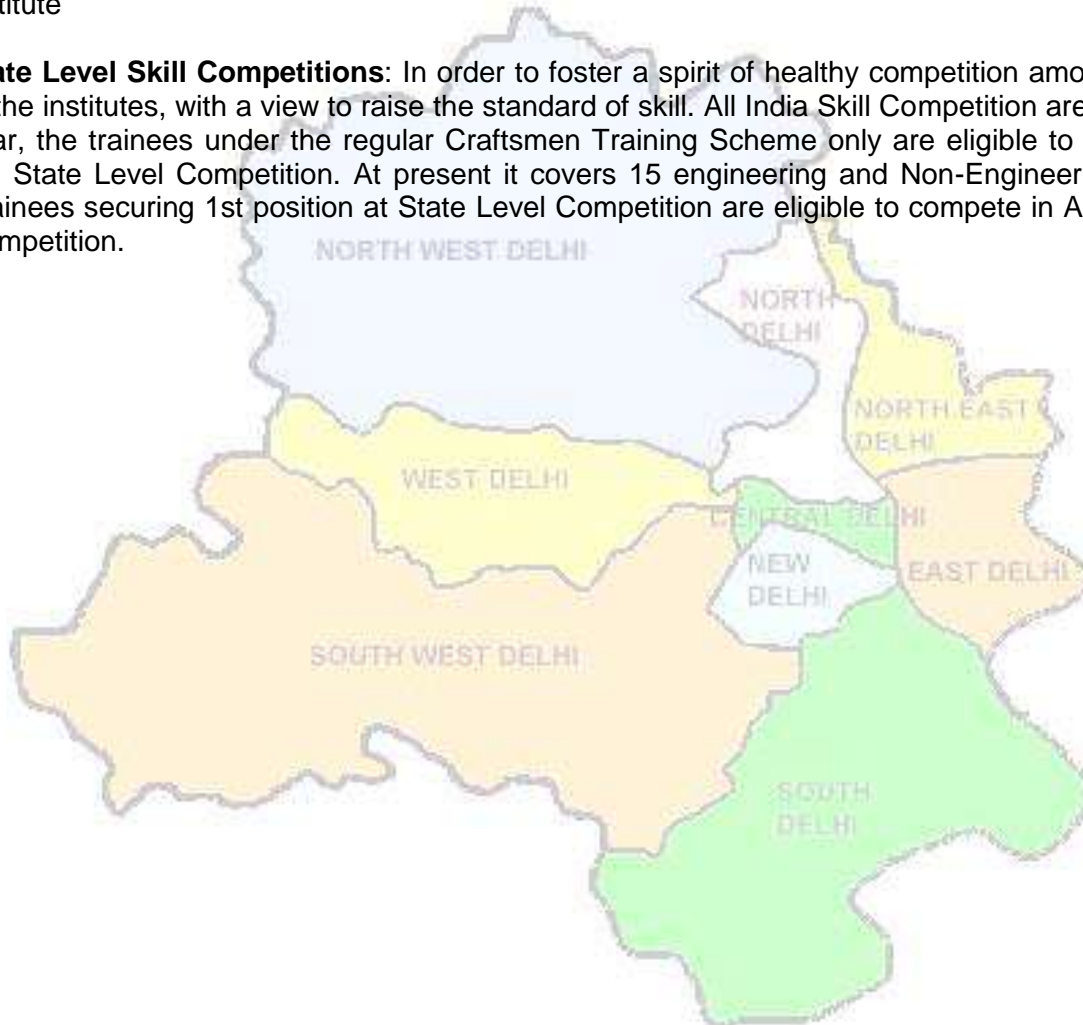 titute
ate Level Skill Competitions: In order to foster a spirit of healthy competition amo
the institutes, with a view to raise the standard of skill. All India Skill Competition are
ar, the trainees under the regular Craftsmen Training Scheme only are eligible to
State Level Competition. At present it covers 15 engineering and Non-Engineer
ainees securing 1st position at State Level Competition are eligible to compete in A
mpetition.
NORTH WEST DELHI
NORTH
DELHI
NORTH EAST
DELHI
WEST DELHI
CENTRAL DELHI
NEW
DELHI
EAST DELHI
SOUTH WEST DELHI
SOUTH
DELHI